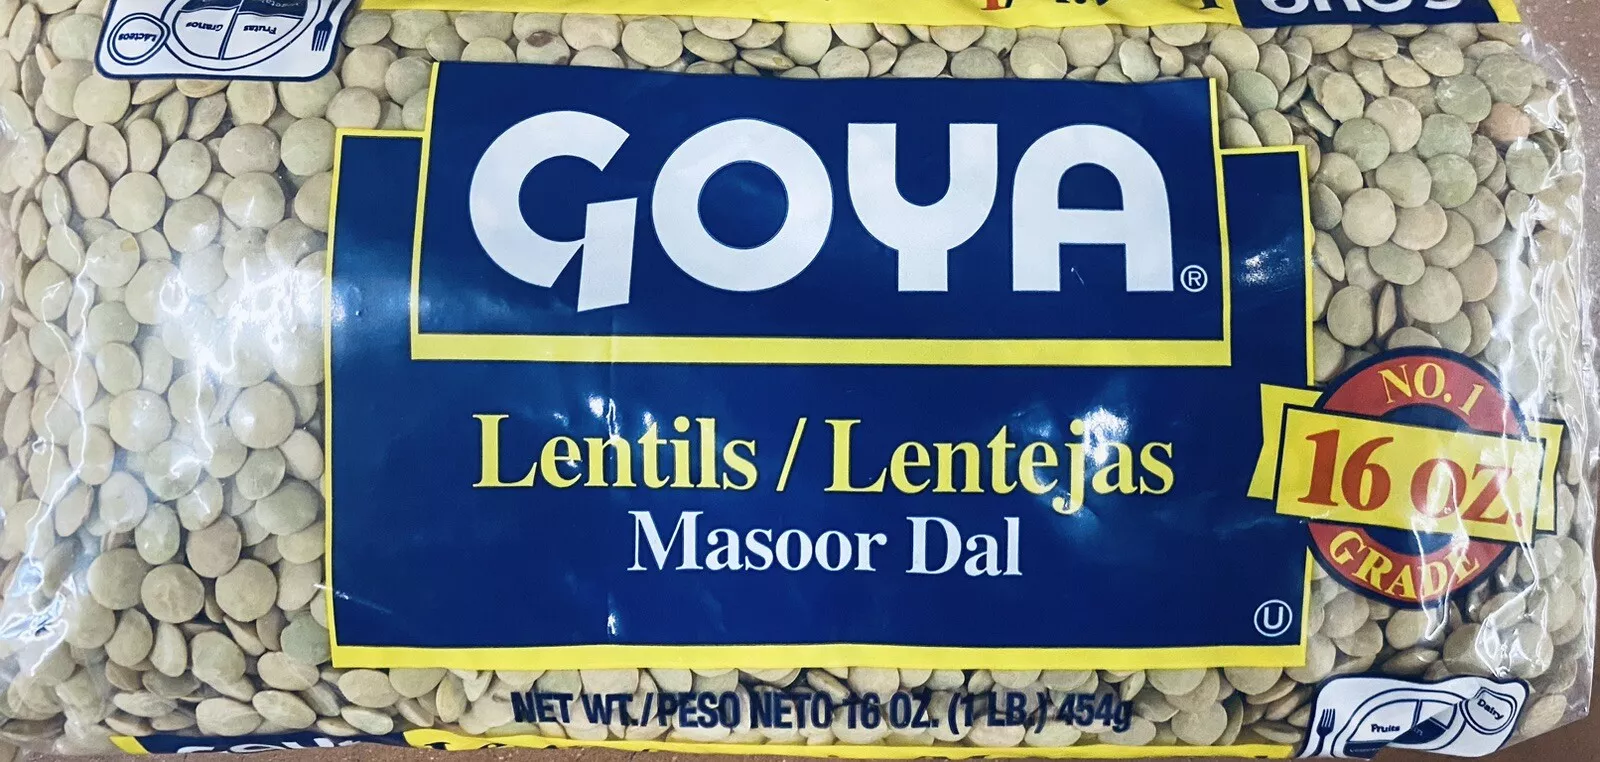 Lácteos
Frutas
Granos
GOYA®
Lentils / Lentejas
Masoor Dal
NO. 1
16 OZ.
GRADE
U
NET WT./PESO NETO 16 OZ. (1 LB.) 454g
Fruits
Dairy